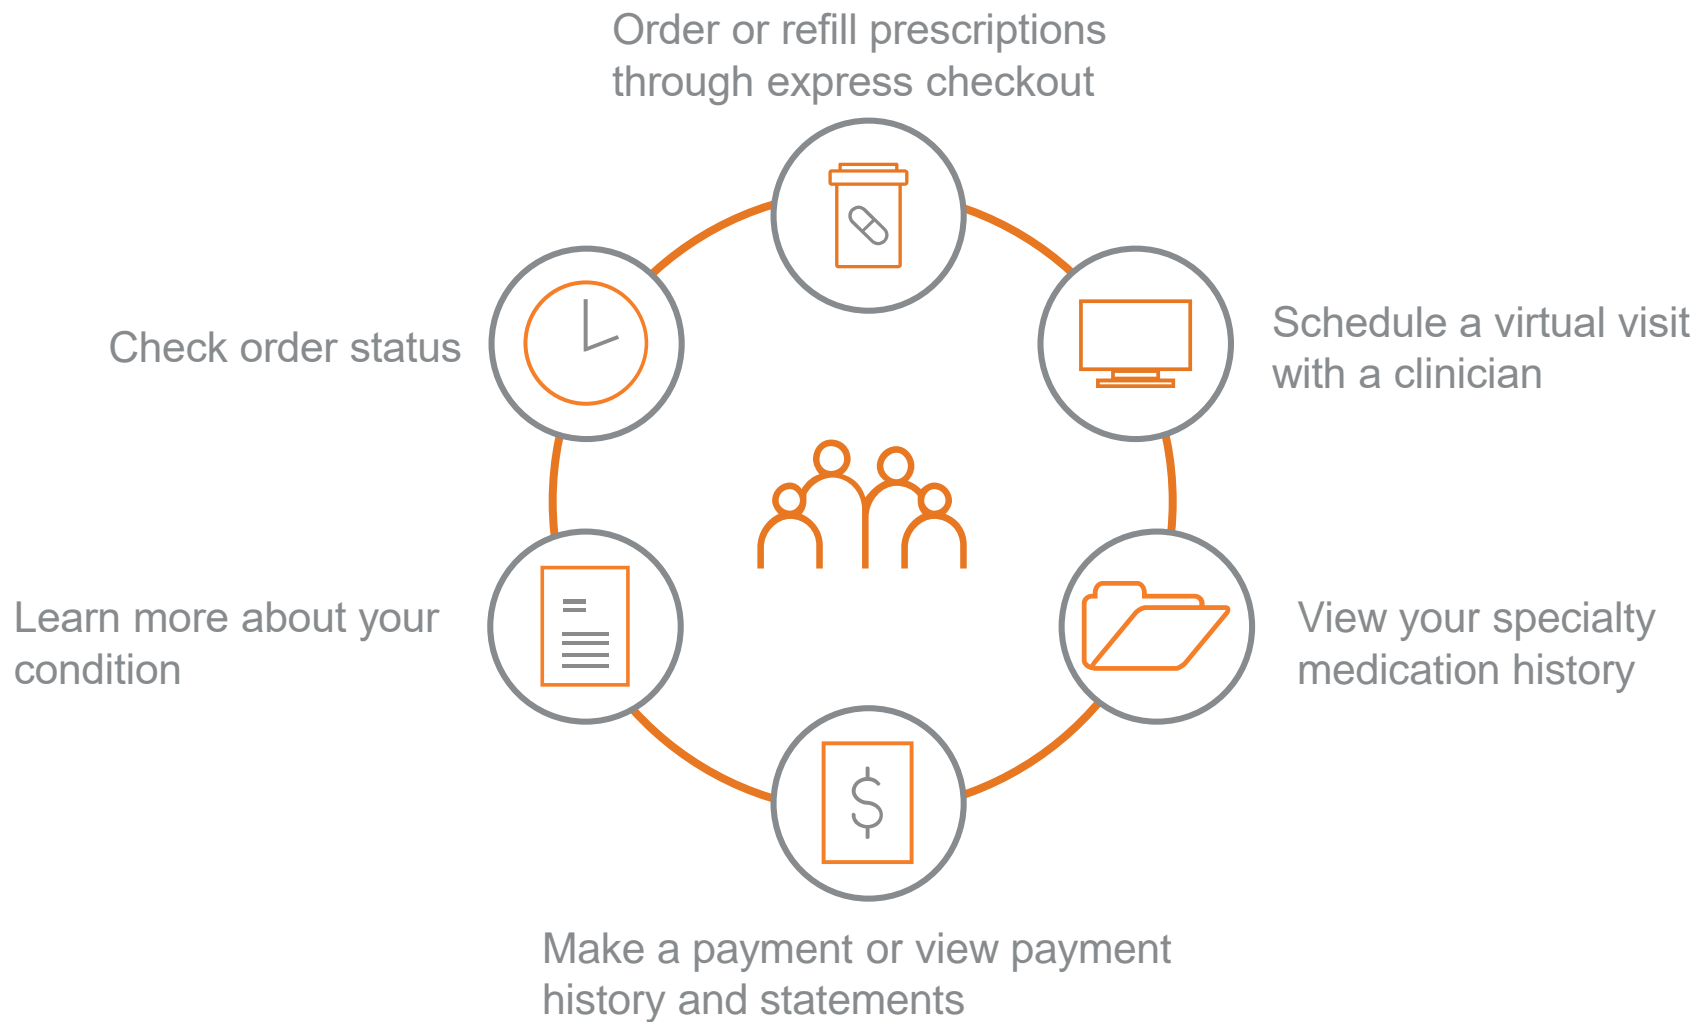 Order or refill prescriptions
through express checkout
Check order status
Schedule a virtual visit
with a clinician
Learn more about your
condition
View your specialty
medication history
$
Make a payment or view payment
history and statements